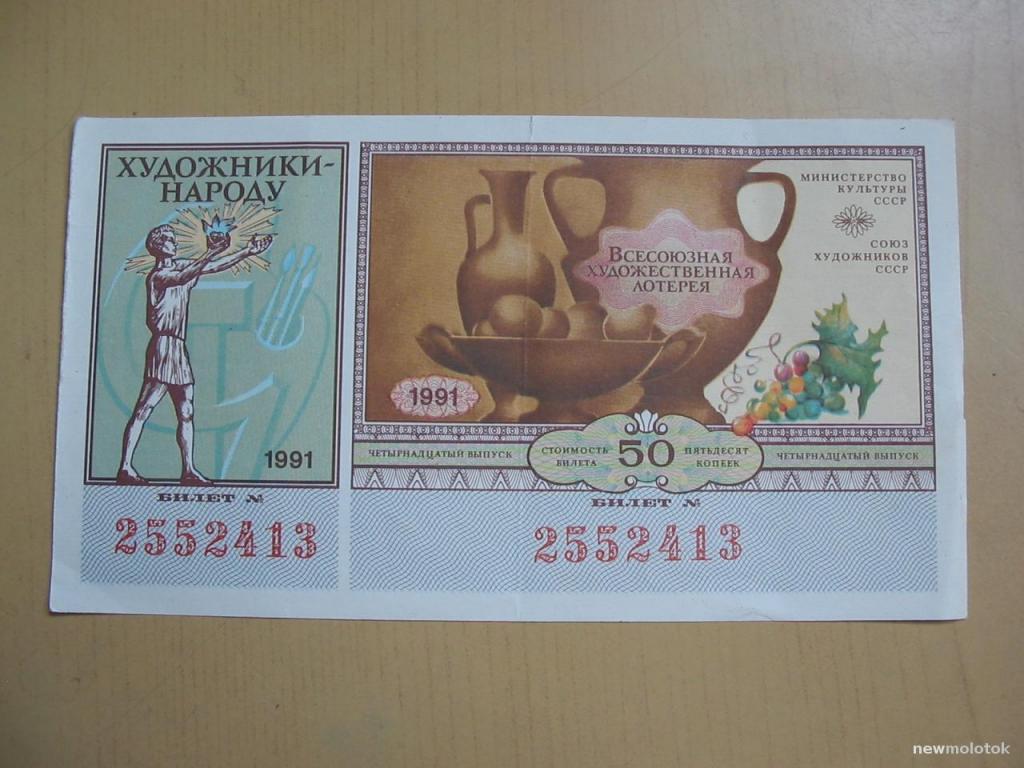 ХУДОЖНИКИ-
НАРОДУ
1991
БИЛЕТ №
2552413
МИНИСТЕРСТВО
КУЛЬТУРЫ
СССР
СОЮЗ
ХУДОЖНИКОВ
СССР
ВСЕСОЮЗНАЯ
ХУДОЖЕСТВЕННАЯ
ЛОТЕРЕЯ
1991
ЧЕТЫРНАДЦАТЫЙ ВЫПУСК
СТОИМОСТЬ
БИЛЕТА
50
ПЯТЬДЕСЯТ
КОПЕЕК
ЧЕТЫРНАДЦАТЫЙ ВЫПУСК
БИЛЕТ №
2552413
newmolotok